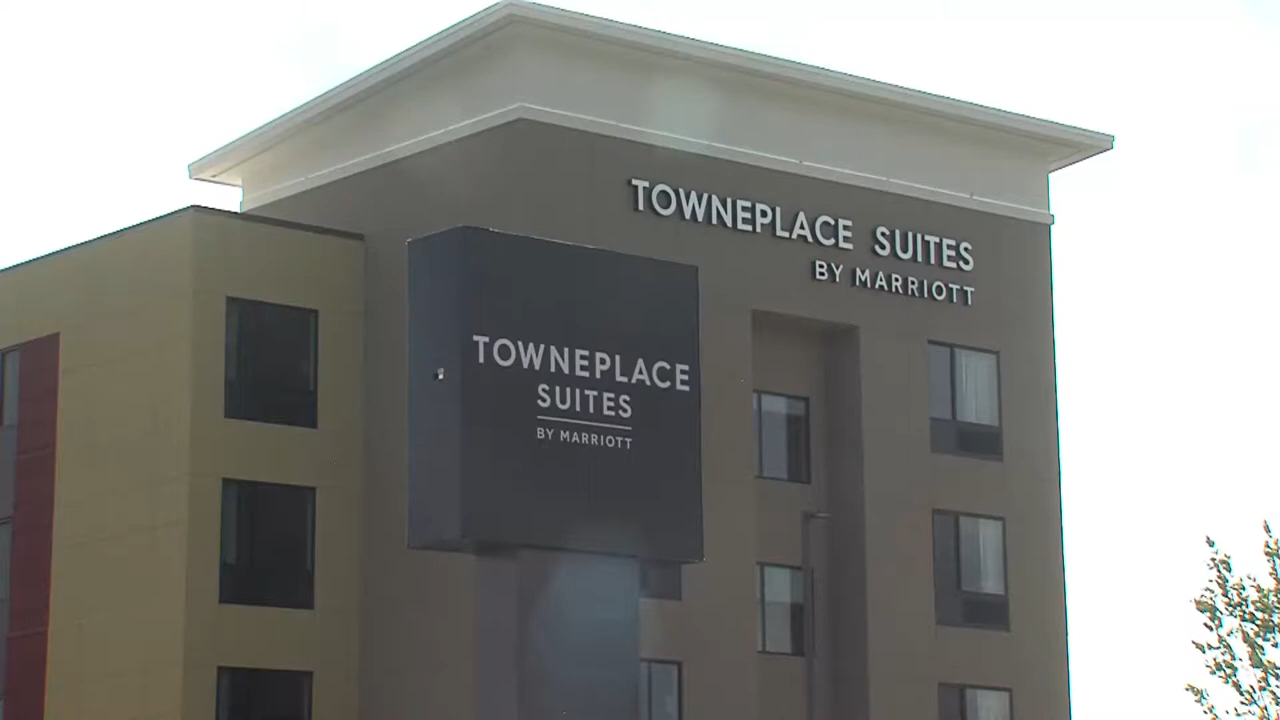 TOWNEPLACE SUITES
BY MARRIOTT
TOWNEPLACE
SUITES
BY MARRIOTT